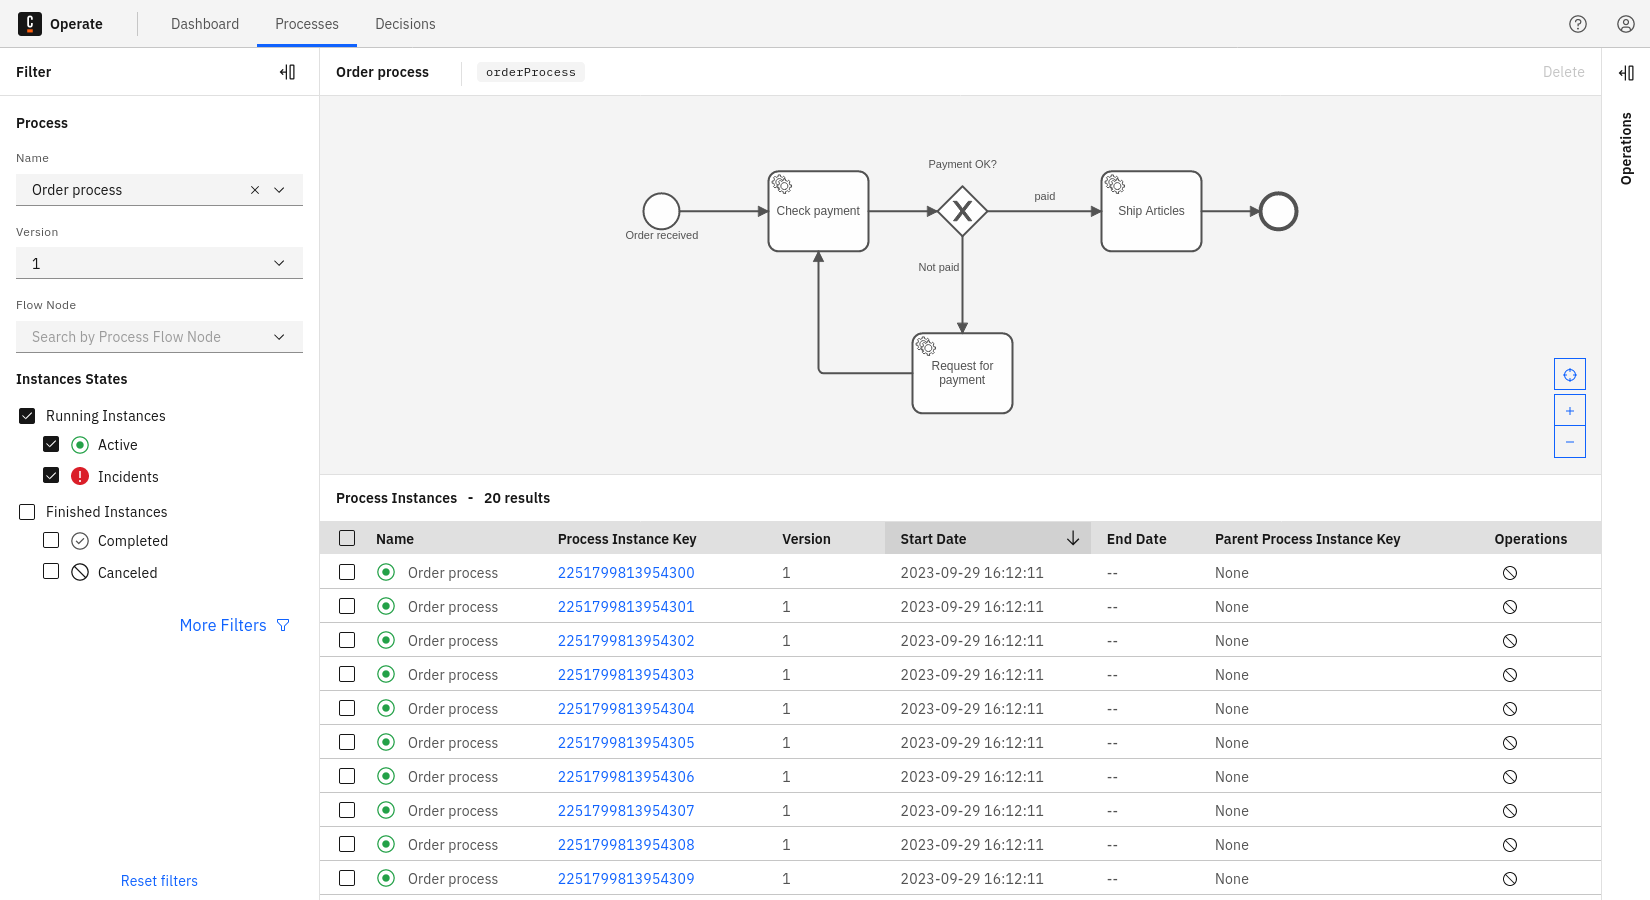 Operate Dashboard Processes Decisions
Filter
Order process orderProcess Delete
Operations
Process
Name
Order process
Version
1
Flow Node
Search by Process Flow Node
Instances States
Running Instances
Active
Incidents
Finished Instances
Completed
Canceled
More Filters
Reset filters
Payment OK?
Check payment
paid
Ship Articles
Order received
Not paid
Request for
payment
Process Instances - 20 results
Name Process Instance Key Version Start Date End Date Parent Process Instance Key Operations
Order process 2251799813954300 1 2023-09-29 16:12:11 -- None
Order process 2251799813954301 1 2023-09-29 16:12:11 -- None
Order process 2251799813954302 1 2023-09-29 16:12:11 -- None
Order process 2251799813954303 1 2023-09-29 16:12:11 -- None
Order process 2251799813954304 1 2023-09-29 16:12:11 -- None
Order process 2251799813954305 1 2023-09-29 16:12:11 -- None
Order process 2251799813954306 1 2023-09-29 16:12:11 -- None
Order process 2251799813954307 1 2023-09-29 16:12:11 -- None
Order process 2251799813954308 1 2023-09-29 16:12:11 -- None
Order process 2251799813954309 1 2023-09-29 16:12:11 -- None